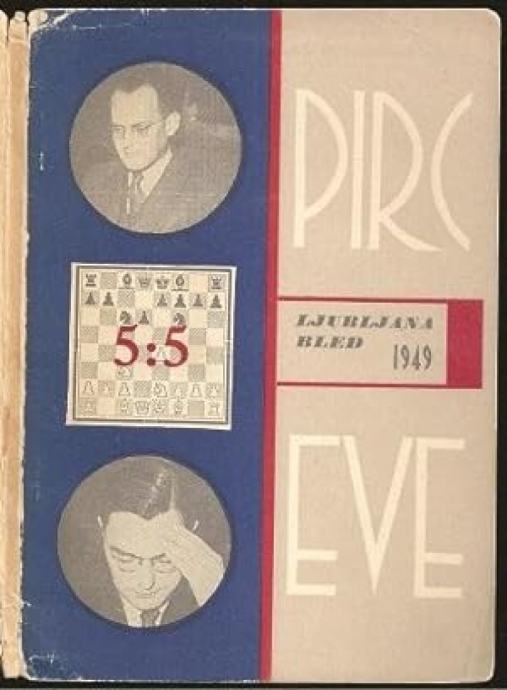 PIRC
5:5
LJUBLJANA
BLED
1949
EVE